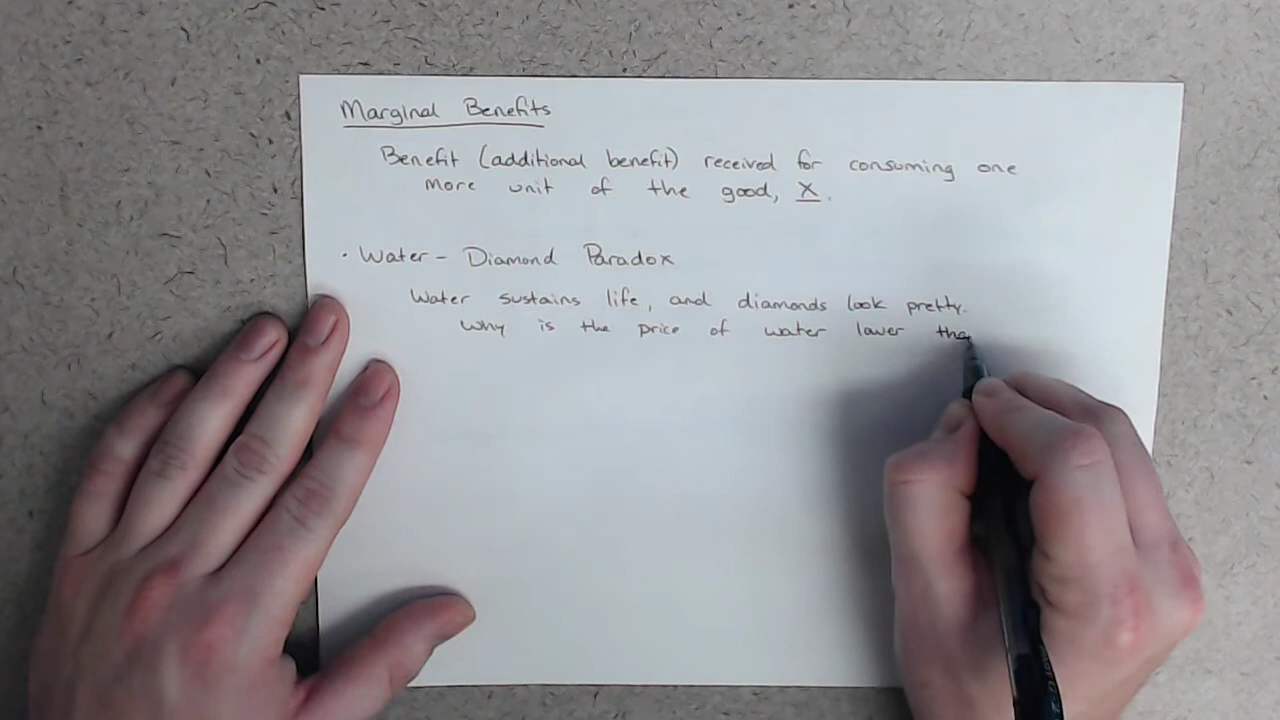 Marginal Benefits
Benefit (additional benefit) received for consuming one
more unit of the good, X.
· Water - Diamond Paradox
Water sustains life, and diamonds look pretty.
Why is the price of water lower tha